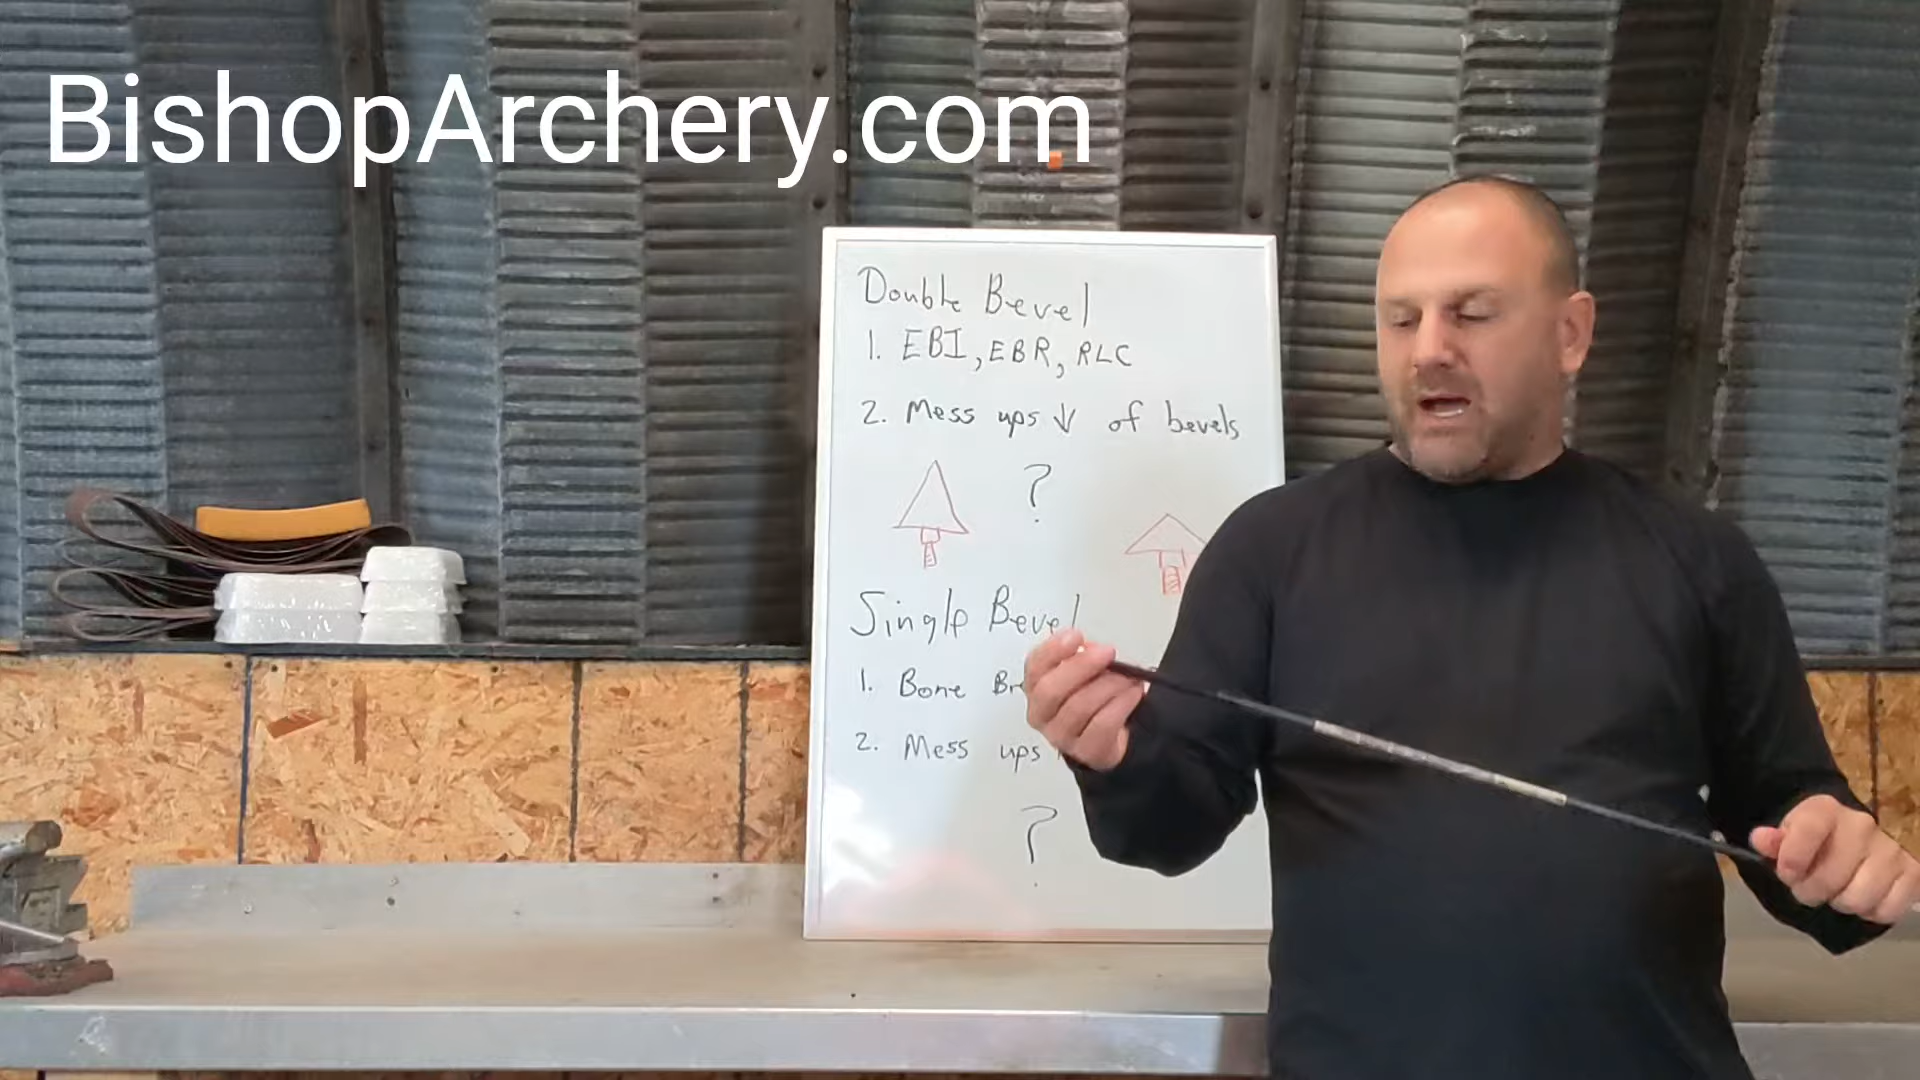 BishopArchery.com
Double Bevel
1. EBI, EBR, RLC
2. Mess ups ↓ of bevels
?
Single Bevel
1. Bone
2. Mess ups
?